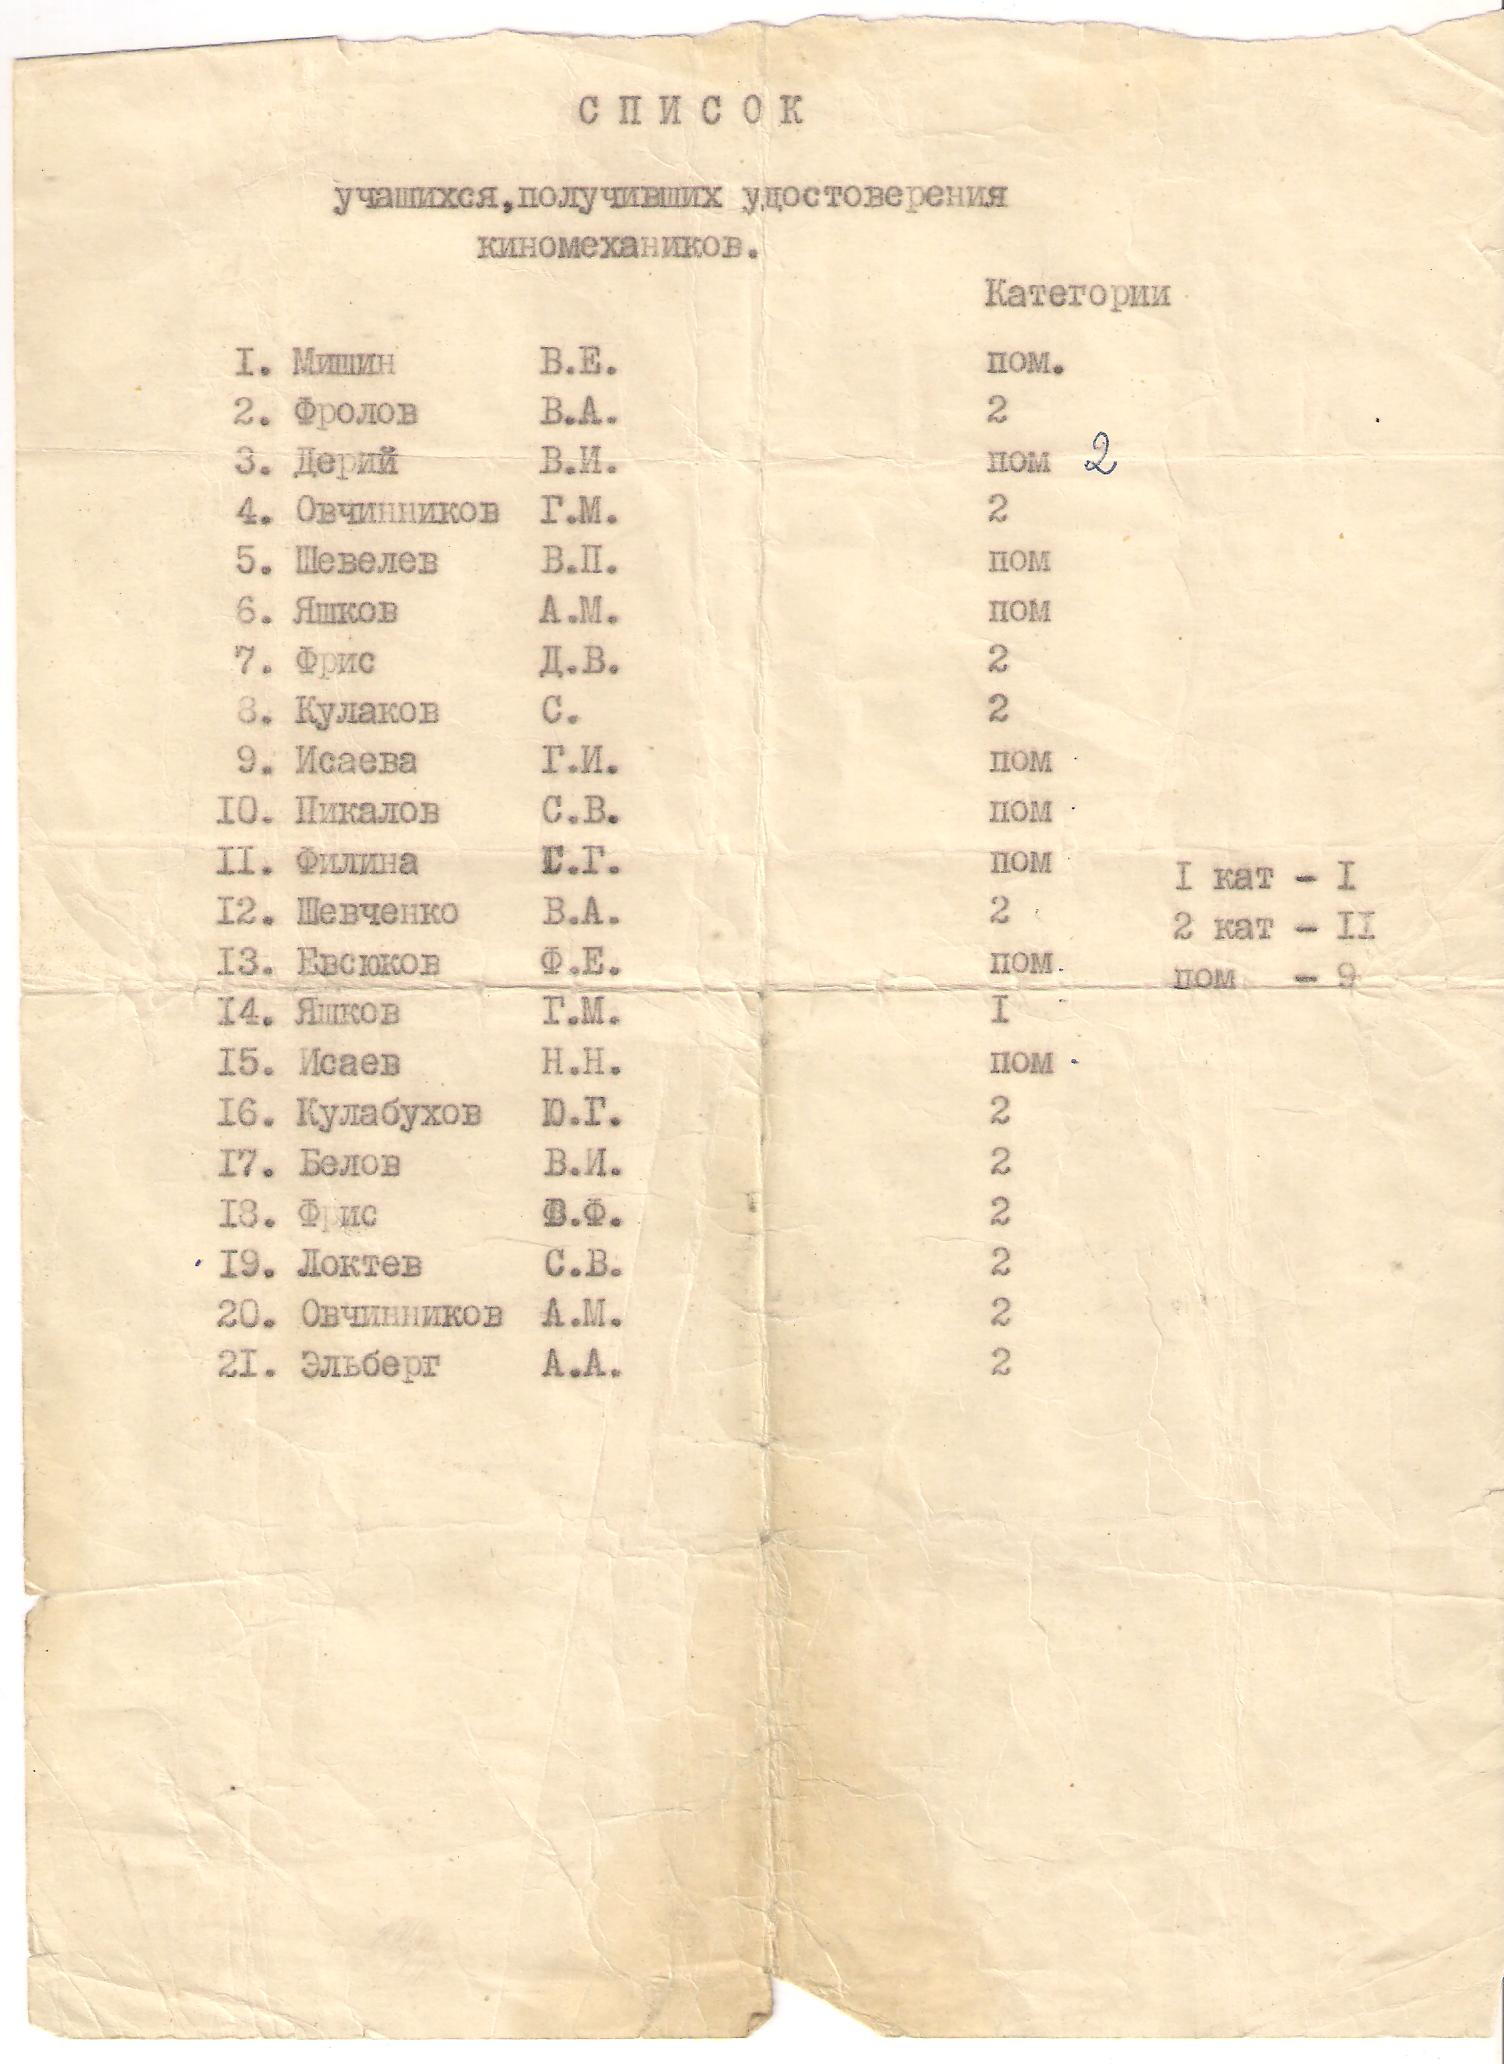 СПИСОК
учашихся,получивших удостоверения
киномехаников.
Категории
I. Мишин В.Е. пом.
2. Фролов В.А. 2
3. Дерий В.И. пом 2
4. Овчинников Г.М. 2
5. Шевелев В.П. пом
6. Яшков А.М. пом
7. Фрис Д.В. 2
8. Кулаков С. 2
9. Исаева Г.И. пом
I0. Пикалов С.В. пом
II. Филина Г. пом
I2. Шевченко В.А. 2
I3. Евсюков Ф.Е. пом.
I4. Яшков Г.М. I
I5. Исаев Н.Н. пом
I6. Кулабухов Ю.Г. 2
I7. Белов В.И. 2
I8. Фрис В.Ф. 2
I9. Локтев С.В. 2
20. Овчинников А.М. 2
2I. Эльберг А.А. 2
I кат - I
2 кат - II
пом - 9